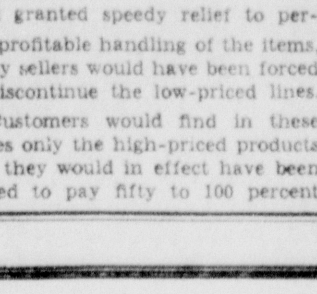 granted speedy relief to per-
profitable handling of the items.
y sellers would have been forced
iscontinue the low-priced lines.
ustomers would find in these
es only the high-priced products
they would in effect have been
ed to pay fifty to 100 percent